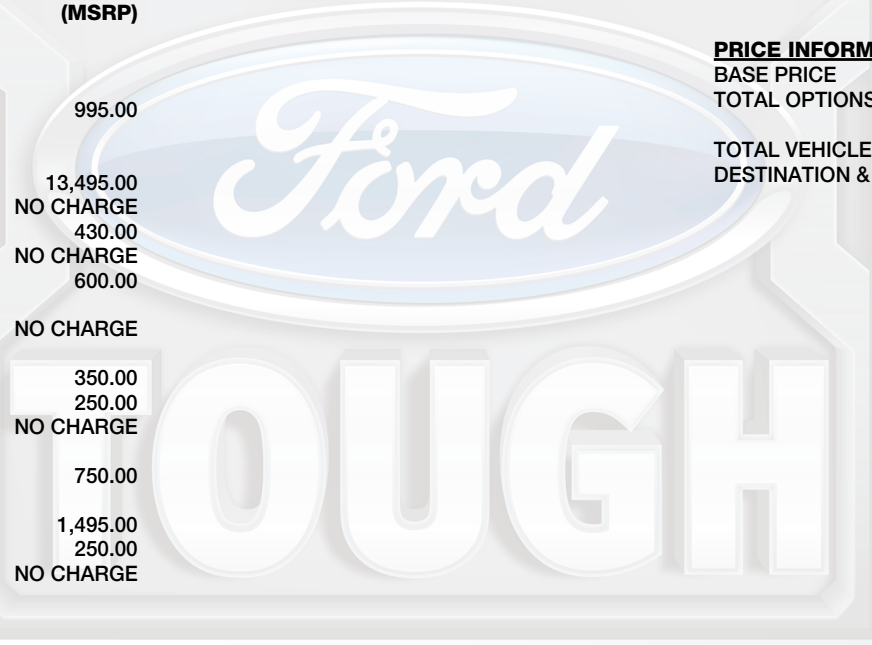 (MSRP)
995.00
13,495.00
NO CHARGE
430.00
NO CHARGE
600.00
NO CHARGE
350.00
250.00
NO CHARGE
750.00
1,495.00
250.00
NO CHARGE
PRICE INFORM
BASE PRICE
TOTAL OPTIONS
TOTAL VEHICLE
DESTINATION &
Ford
TOUGH